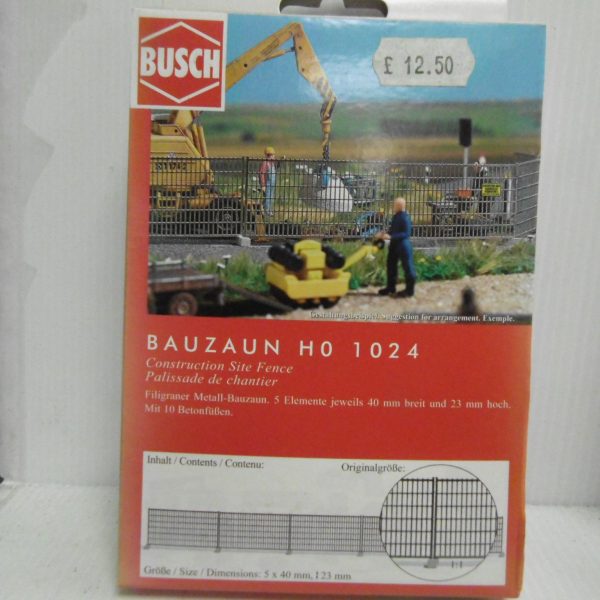 BUSCH
£ 12.50
Gestaltungsbeispiel. Suggestion for arrangement. Exemple.
BAUZAUN H0 1024
Construction Site Fence
Palissade de chantier
Filigraner Metall-Bauzaun. 5 Elemente jeweils 40 mm breit und 23 mm hoch.
Mit 10 Betonfüßen.
Inhalt / Contents / Contenu:
Originalgröße:
1:1
Größe / Size / Dimensions: 5 x 40 mm, 123 mm